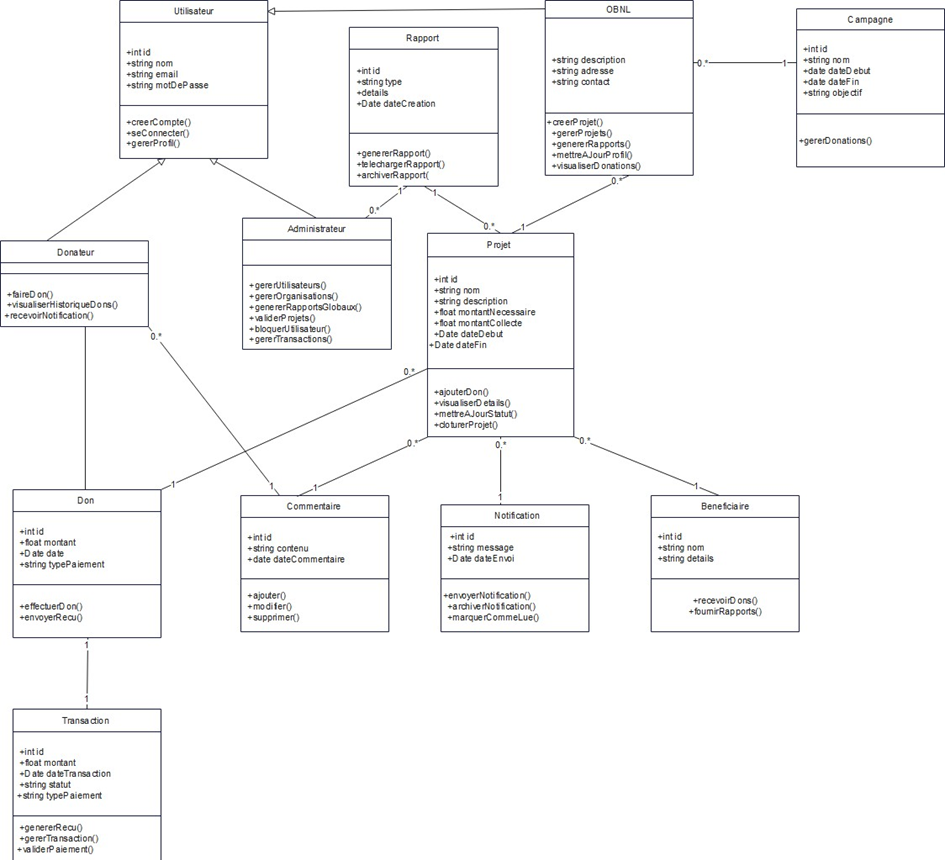 Utilisateur
+int id
+string nom
+string email
+string motDePasse
+creerCompte()
+seConnecter()
+gererProfil()
Rapport
+int id
+string type
+details
+Date dateCreation
+genererRapport()
+telechargerRapport()
+archiverRapport(
1
1
0.*
0.*
OBNL
+string description
+string adresse
+string contact
+creerProjet()
+gererProjets()
+genererRapports()
+mettreAJourProfil()
+visualiserDonations()
0.*
1
0.*
1
Campagne
+int id
+string nom
+date dateDebut
+date dateFin
+string objectif
+gererDonations()
Donateur
+faireDon()
+visualiserHistoriqueDons()
+recevoirNotification()
0.*
Administrateur
+gererUtilisateurs()
+gererOrganisations()
+genererRapportsGlobaux()
+validerProjets()
+bloquerUtilisateur()
+gererTransactions()
Projet
+int id
+string nom
+string description
+float montantNecessaire
+float montantCollecte
+Date dateDebut
+Date dateFin
+ajouterDon()
+visualiserDetails()
+mettreAJourStatut()
+cloturerProjet()
0.*
0.*
0.*
0.*
1
1
1
1
1
Don
+int id
+float montant
+Date date
+string typePaiement
+effectuerDon()
+envoyerRecu()
Commentaire
+int id
+string contenu
+date dateCommentaire
+ajouter()
+modifier()
+supprimer()
Notification
+int id
+string message
+Date dateEnvoi
+envoyerNotification()
+archiverNotification()
+marquerCommeLue()
Beneficiaire
+int id
+string nom
+string details
+recevoirDons()
+fournirRapports()
1
1
Transaction
+int id
+float montant
+Date dateTransaction
+string statut
+string typePaiement
+genererRecu()
+gererTransaction()
+validerPaiement()